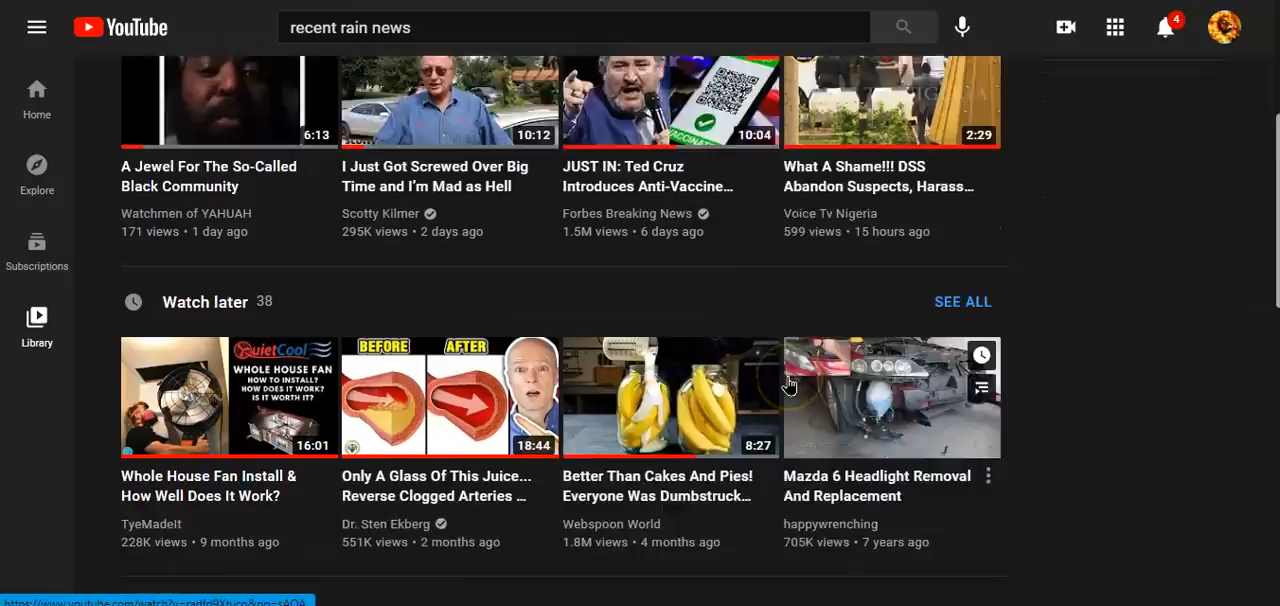 YouTube
recent rain news
4
Home
Explore
Subscriptions
Library
6:13
10:12
10:04
2:29
A Jewel For The So-Called
Black Community
Watchmen of YAHUAH
171 views • 1 day ago
I Just Got Screwed Over Big
Time and I'm Mad as Hell
Scotty Kilmer
295K views • 2 days ago
JUST IN: Ted Cruz
Introduces Anti-Vaccine...
Forbes Breaking News
1.5M views • 6 days ago
What A Shame!!! DSS
Abandon Suspects, Harass...
Voice Tv Nigeria
599 views • 15 hours ago
Watch later 38
SEE ALL
QuietCool
WHOLE HOUSE FAN
HOW TO INSTALL?
HOW DOES IT WORK?
IS IT WORTH IT?
16:01
BEFORE
AFTER
18:44
8:27
Whole House Fan Install &
How Well Does It Work?
TyeMadeIt
228K views • 9 months ago
Only A Glass Of This Juice...
Reverse Clogged Arteries ...
Dr. Sten Ekberg
551K views • 2 months ago
Better Than Cakes And Pies!
Everyone Was Dumbstruck...
Webspoon World
1.8M views • 4 months ago
Mazda 6 Headlight Removal
And Replacement
happywrenching
705K views • 7 years ago